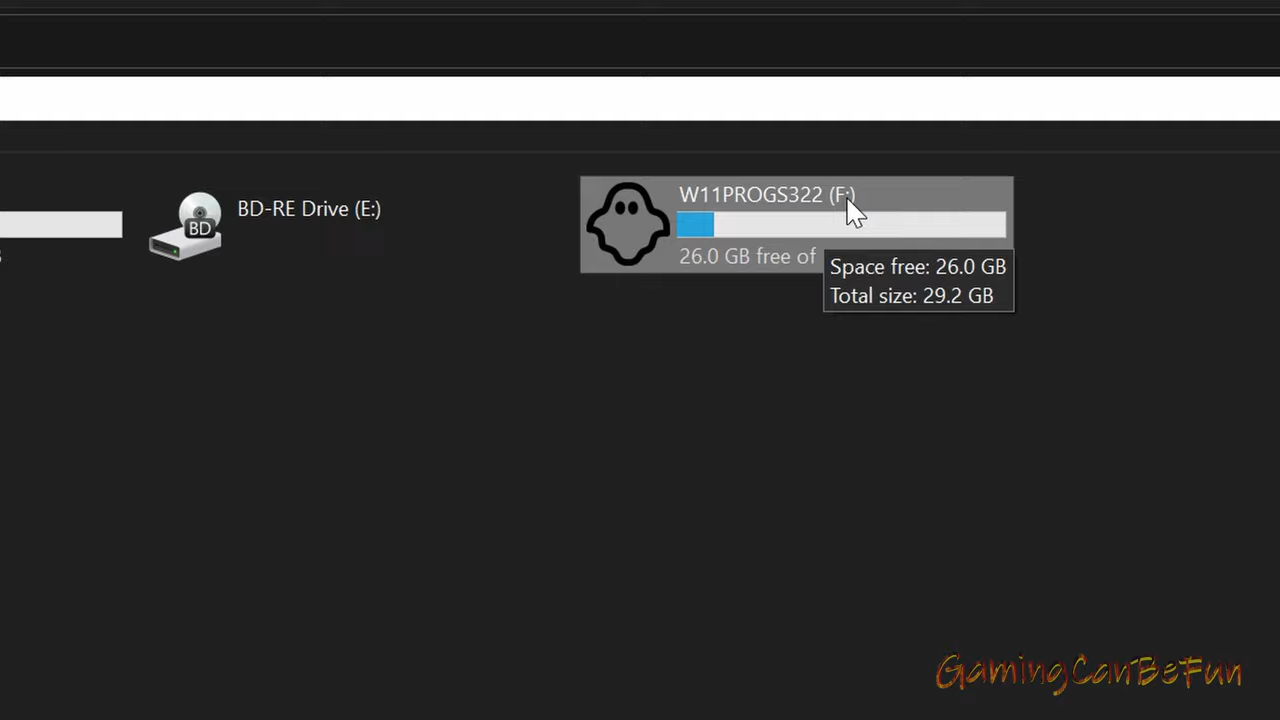 BD-RE Drive (E:)
BD
W11PROGS322 (F:)
26.0 GB free of
Space free: 26.0 GB
Total size: 29.2 GB
GamingCanBeFun